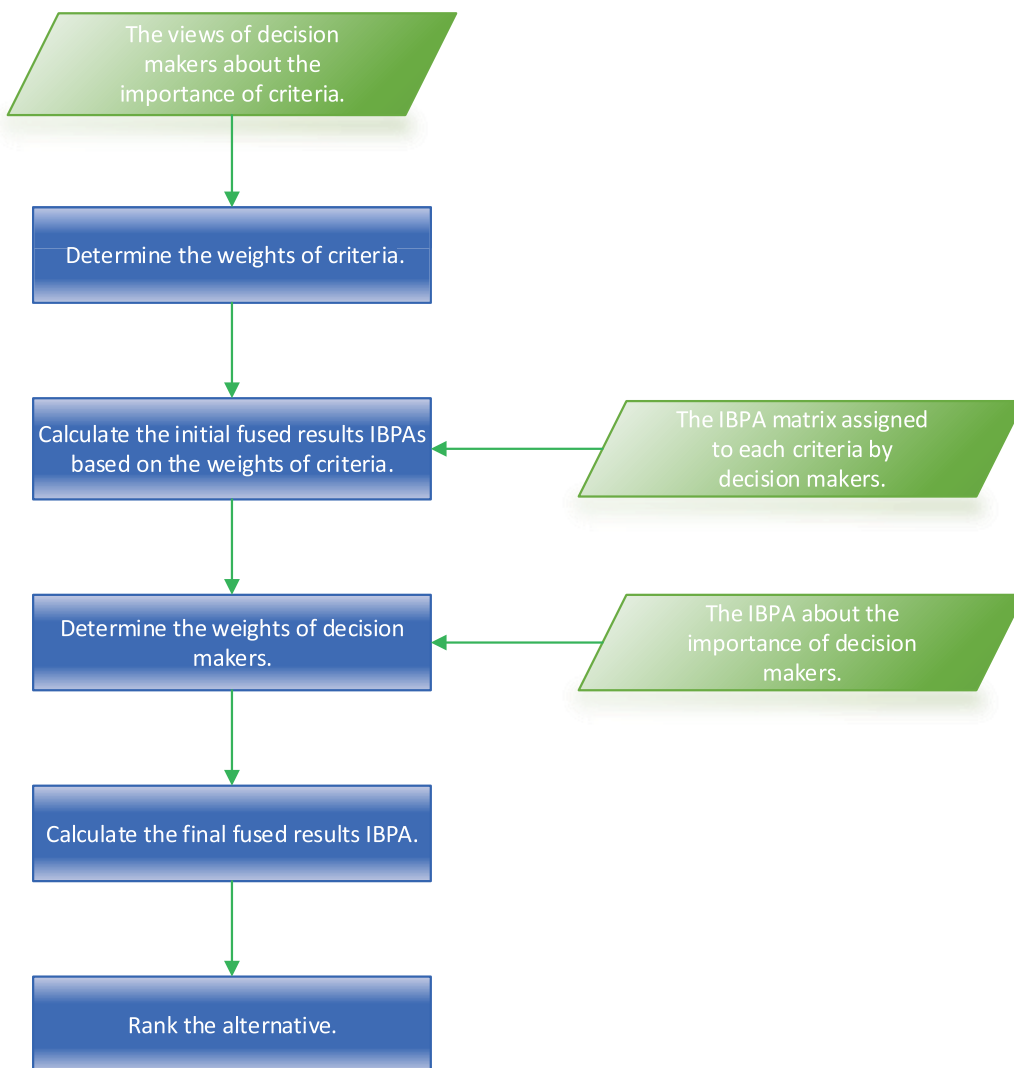 The views of decision
makers about the
importance of criteria.
Determine the weights of criteria.
Calculate the initial fused results IBPAs
based on the weights of criteria.
The IBPA matrix assigned
to each criteria by
decision makers.
Determine the weights of decision
makers.
The IBPA about the
importance of decision
makers.
Calculate the final fused results IBPA.
Rank the alternative.